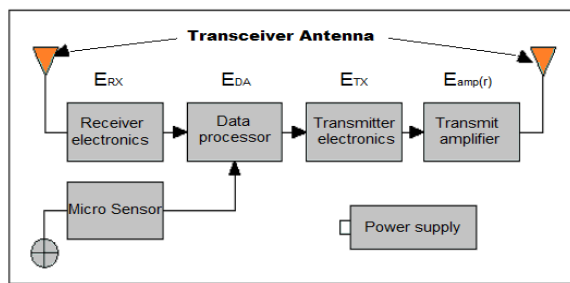 Transceiver Antenna
ERX EDA ETX Eamp(r)
Receiver electronics
Data processor
Transmitter electronics
Transmit amplifier
Micro Sensor
Power supply